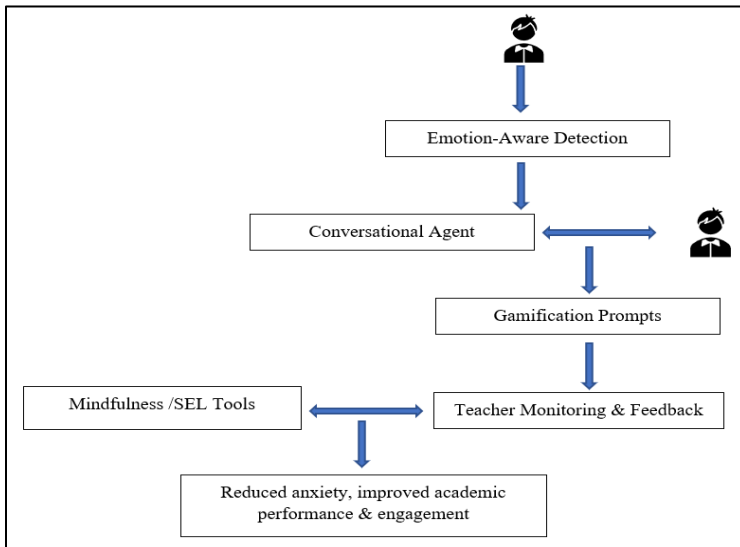 Emotion-Aware Detection
Conversational Agent
Gamification Prompts
Mindfulness /SEL Tools
Teacher Monitoring & Feedback
Reduced anxiety, improved academic
performance & engagement